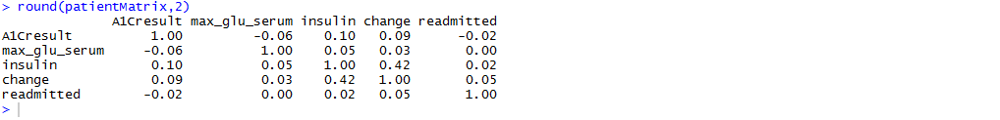 > round(patientMatrix,2)
A1Cresult max_glu_serum insulin change readmitted
A1Cresult 1.00 -0.06 0.10 0.09 -0.02
max_glu_serum -0.06 1.00 0.05 0.03 0.00
insulin 0.10 0.05 1.00 0.42 0.02
change 0.09 0.03 0.42 1.00 0.05
readmitted -0.02 0.00 0.02 0.05 1.00
>